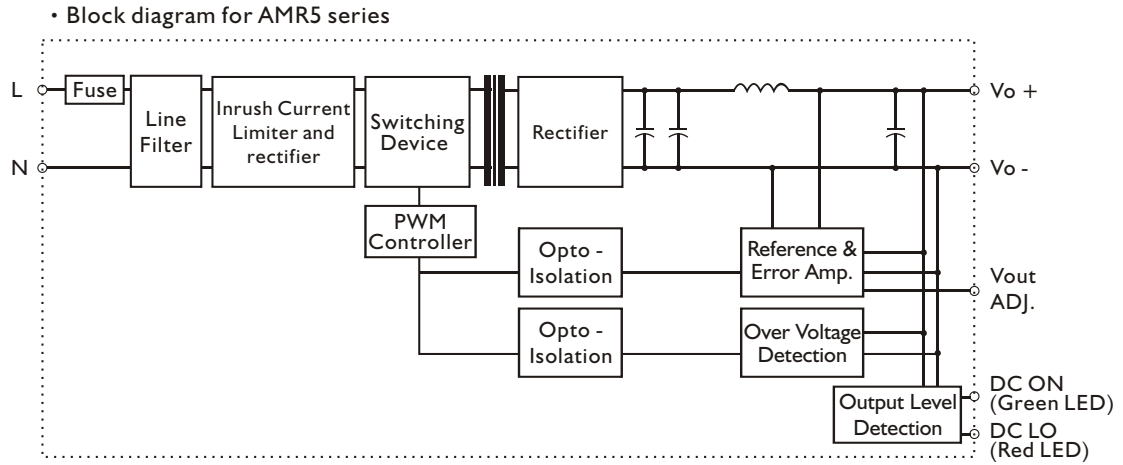 • Block diagram for AMR5 series
L
Fuse
Line
Filter
Inrush Current
Limiter and
rectifier
Switching
Device
Rectifier
Vo +
N
Vo -
PWM
Controller
Opto -
Isolation
Reference &
Error Amp.
Vout
ADJ.
Opto -
Isolation
Over Voltage
Detection
Output Level
Detection
DC ON
(Green LED)
DC LO
(Red LED)